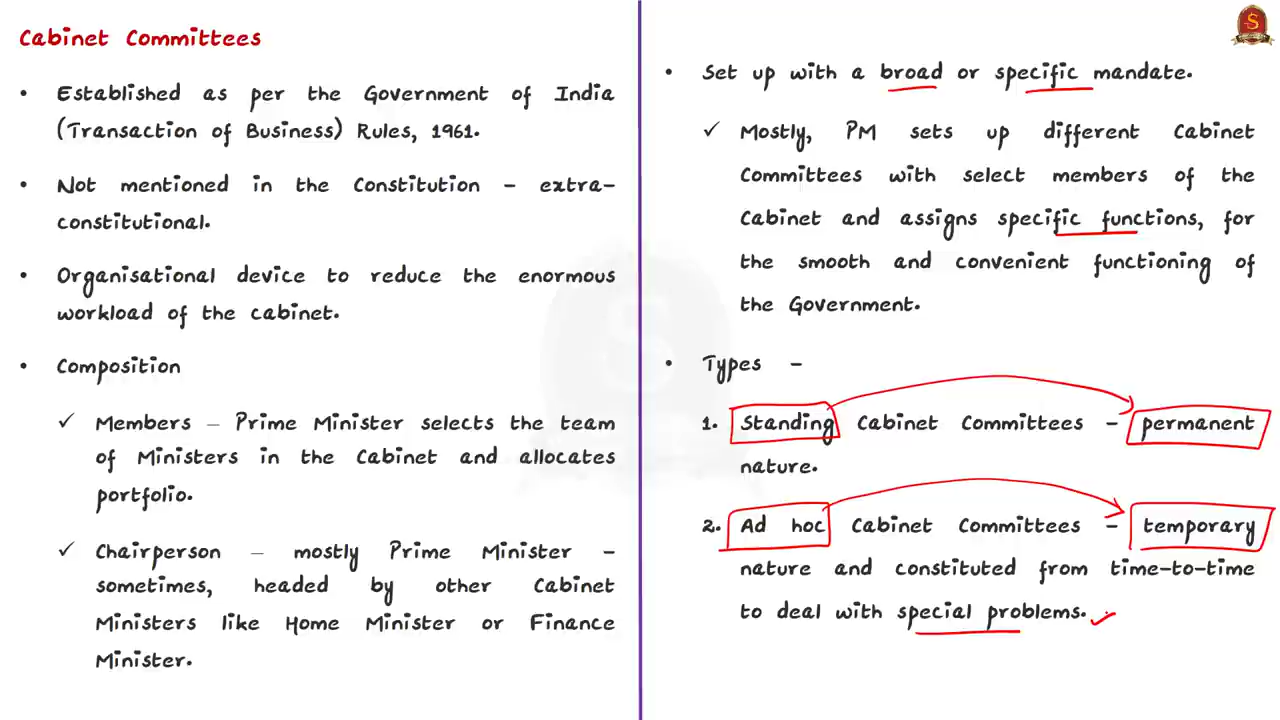 Cabinet Committees
• Established as per the Government of India
(Transaction of Business) Rules, 1961.
• Not mentioned in the Constitution – extra-
constitutional.
• Organisational device to reduce the enormous
workload of the cabinet.
• Composition
✓ Members – Prime Minister selects the team
of Ministers in the Cabinet and allocates
portfolio.
✓ Chairperson – mostly Prime Minister –
sometimes, headed by other Cabinet
Ministers like Home Minister or Finance
Minister.
• Set up with a broad or specific mandate.
✓ Mostly, PM sets up different Cabinet
Committees with select members of the
Cabinet and assigns specific functions, for
the smooth and convenient functioning of
the Government.
• Types –
1. Standing Cabinet Committees – permanent
nature.
2. Ad hoc Cabinet Committees – temporary
nature and constituted from time-to-time
to deal with special problems.